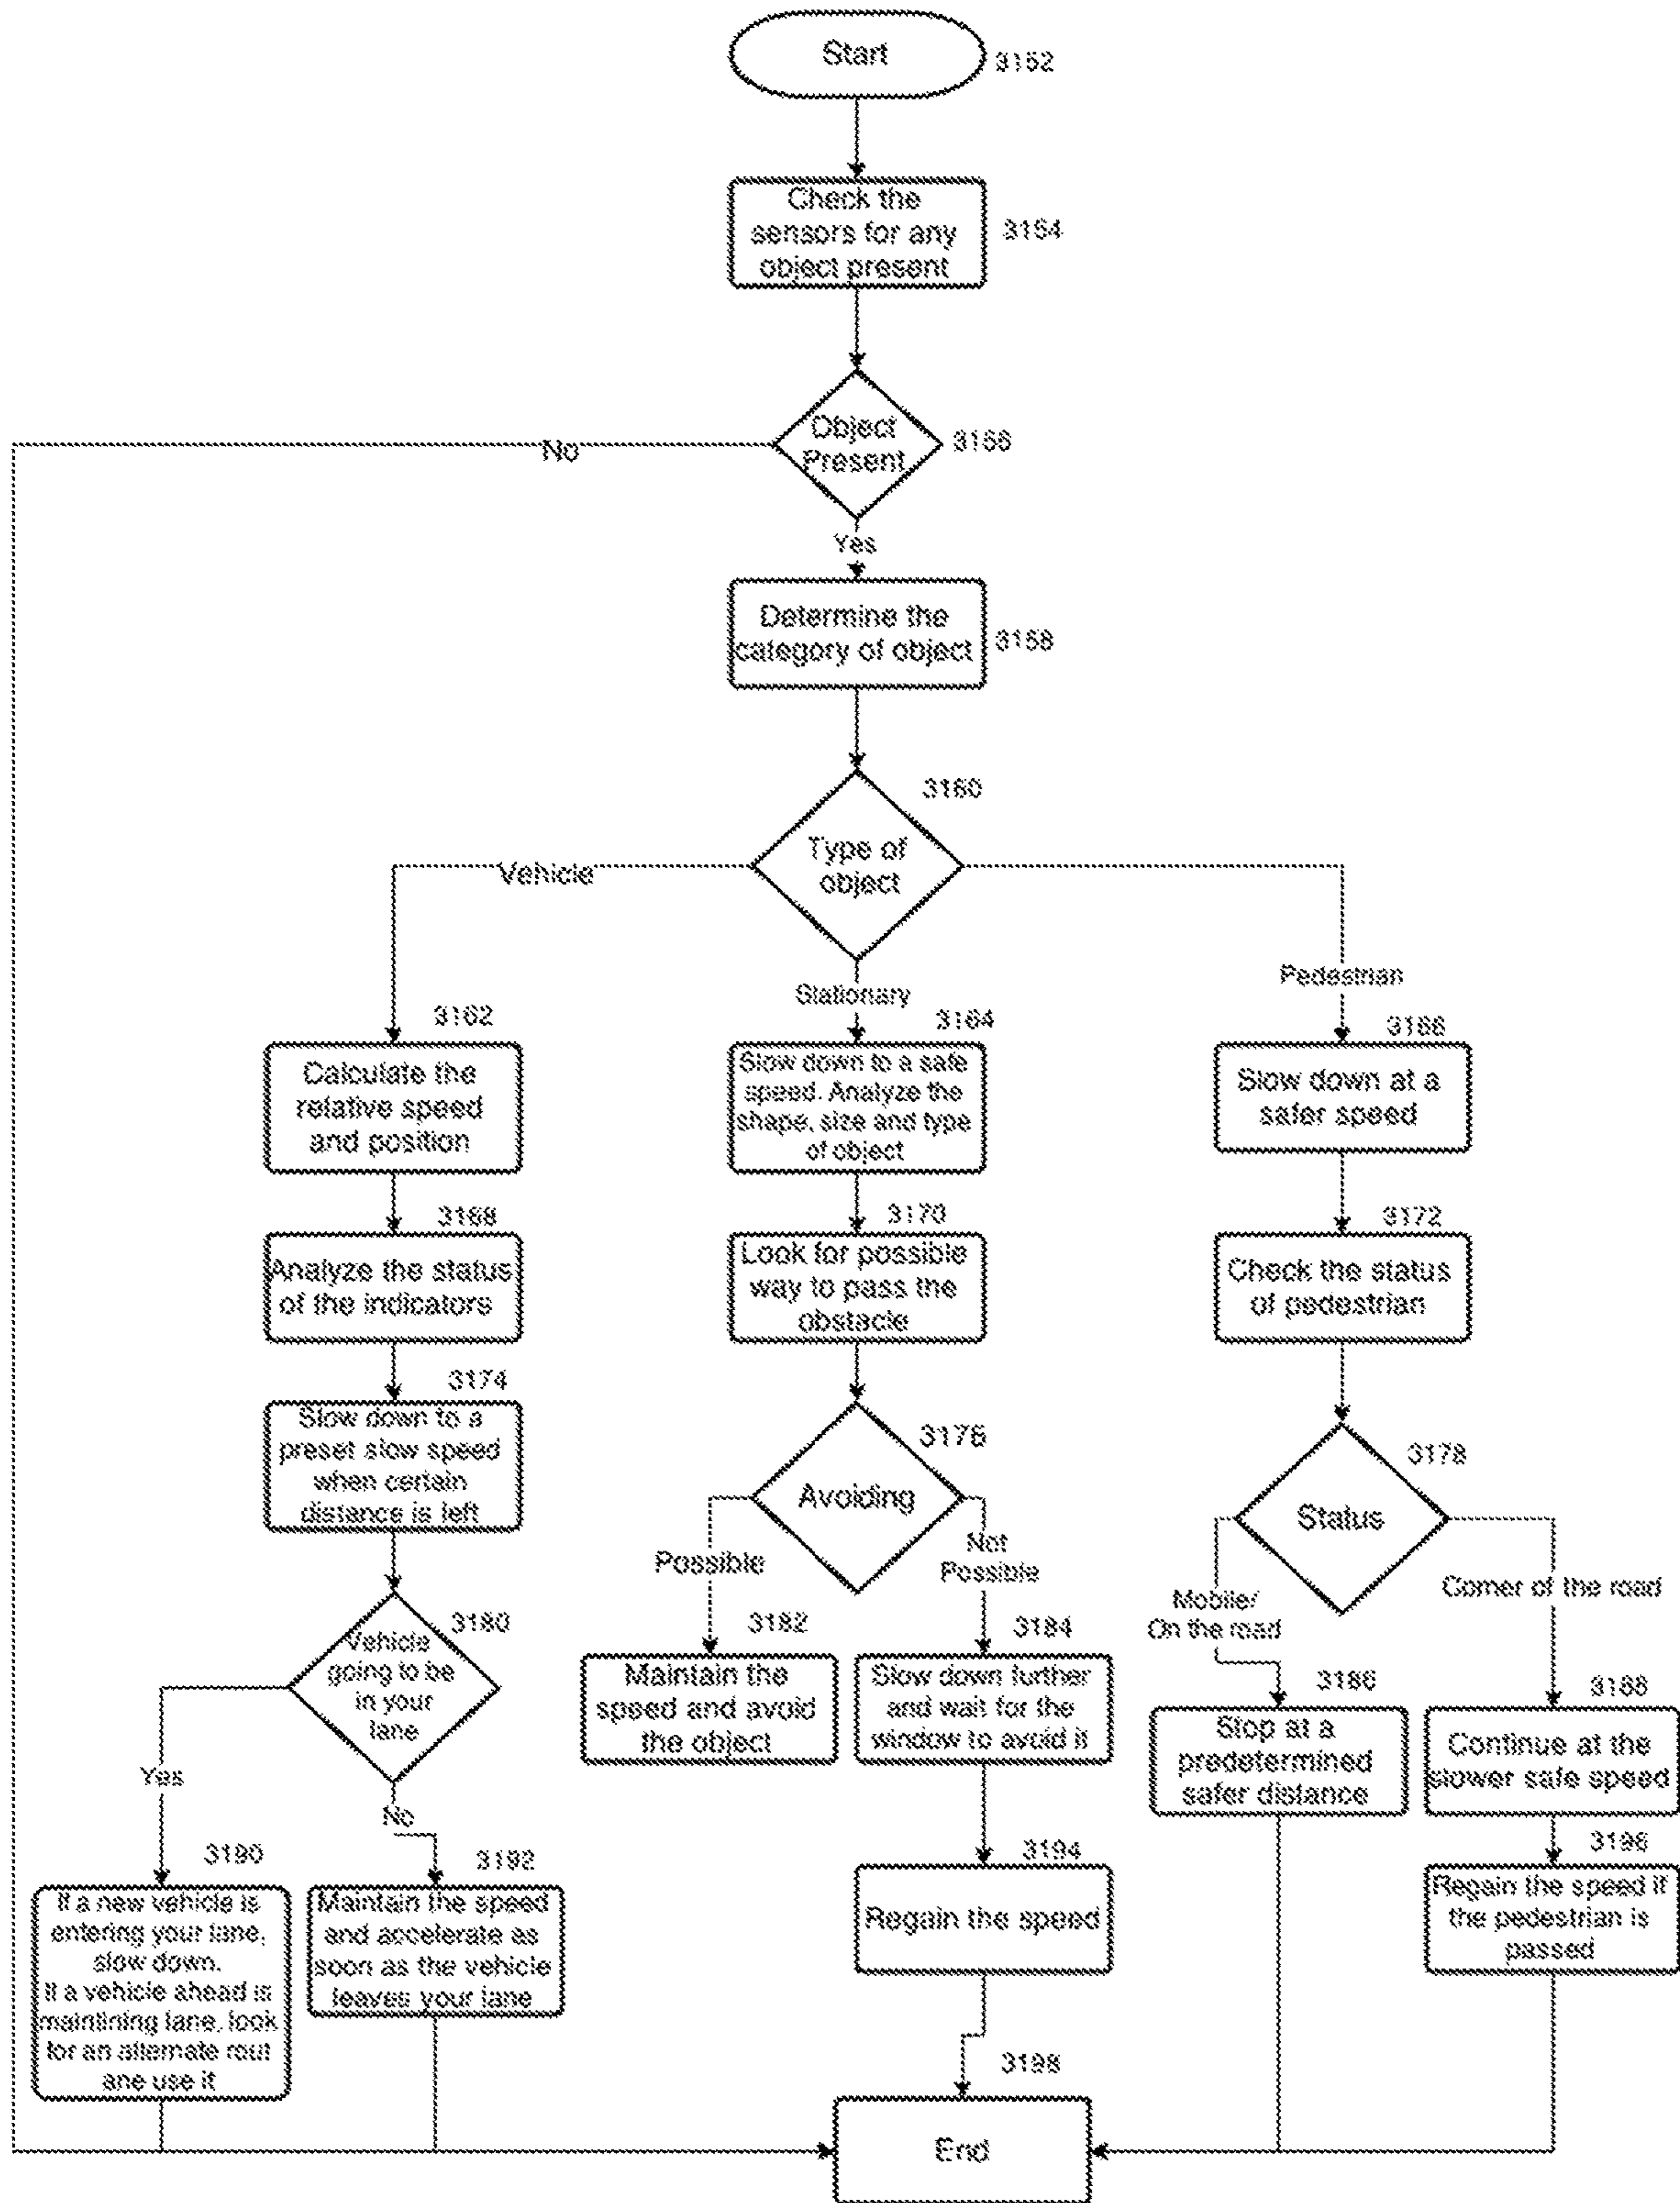 Start
3152
Check the
sensors for any
object present
3154
Object
Present
3156
No
Yes
Determine the
category of object
3158
3160
Type of
object
Vehicle
Stationary
Pedestrian
3162
Calculate the
relative speed
and position
3164
Slow down to a safe
speed. Analyze the
shape, size and type
of object
3166
Slow down at a
safer speed
3168
Analyze the status
of the indicators
3170
Look for possible
way to pass the
obstacle
3172
Check the status
of pedestrian
3174
Slow down to a
preset slow speed
when certain
distance is left
3176
Avoiding
3178
Status
Possible
Not
Possible
Mobile/
On the road
Corner of the road
3180
Vehicle
going to be
in your
lane
3182
Maintain the
speed and avoid
the object
3184
Slow down further
and wait for the
window to avoid it
3186
Stop at a
predetermined
safer distance
3188
Continue at the
slower safe speed
Yes
No
3190
If a new vehicle is
entering your lane,
slow down.
If a vehicle ahead is
maintining lane, look
for an alternate rout
ane use it
3192
Maintain the speed
and accelerate as
soon as the vehicle
leaves your lane
3194
Regain the speed
3196
Regain the speed if
the pedestrian is
passed
3198
End